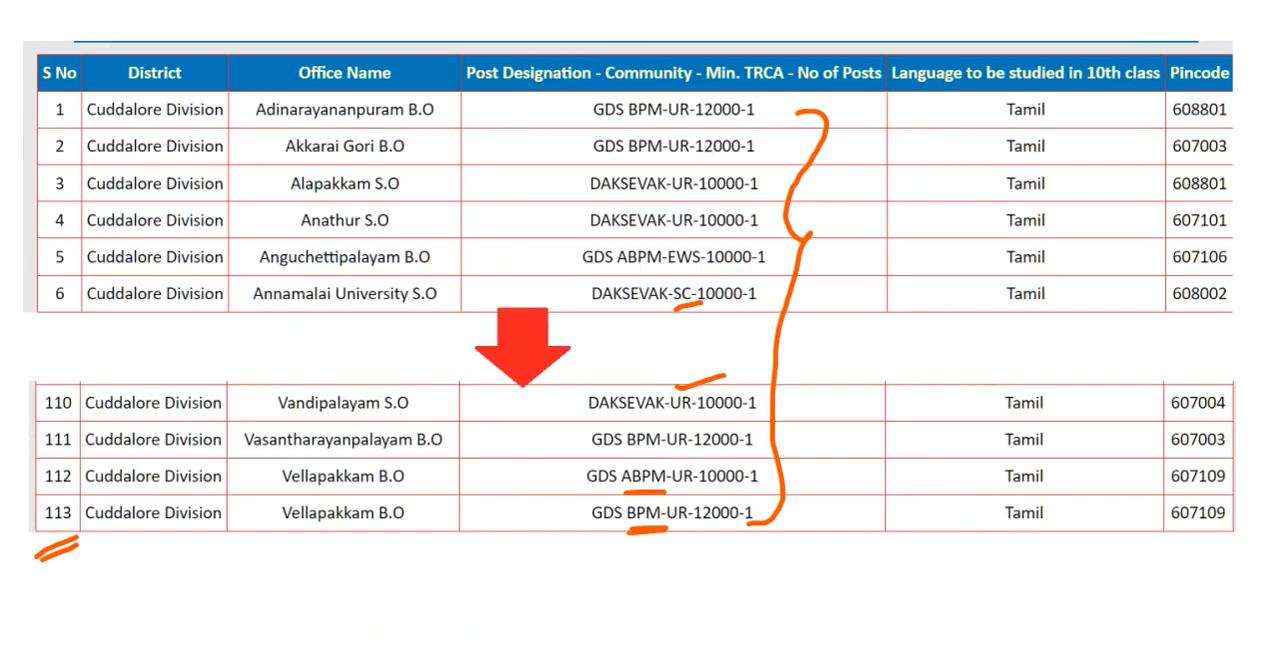 S No District Office Name Post Designation - Community - Min. TRCA - No of Posts Language to be studied in 10th class Pincode
1 Cuddalore Division Adinarayananpuram B.O GDS BPM-UR-12000-1 Tamil 608801
2 Cuddalore Division Akkarai Gori B.O GDS BPM-UR-12000-1 Tamil 607003
3 Cuddalore Division Alapakkam S.O DAKSEVAK-UR-10000-1 Tamil 608801
4 Cuddalore Division Anathur S.O DAKSEVAK-UR-10000-1 Tamil 607101
5 Cuddalore Division Anguchettipalayam B.O GDS ABPM-EWS-10000-1 Tamil 607106
6 Cuddalore Division Annamalai University S.O DAKSEVAK-SC-10000-1 Tamil 608002
110 Cuddalore Division Vandipalayam S.O DAKSEVAK-UR-10000-1 Tamil 607004
111 Cuddalore Division Vasantharayanpalayam B.O GDS BPM-UR-12000-1 Tamil 607003
112 Cuddalore Division Vellapakkam B.O GDS ABPM-UR-10000-1 Tamil 607109
113 Cuddalore Division Vellapakkam B.O GDS BPM-UR-12000-1 Tamil 607109